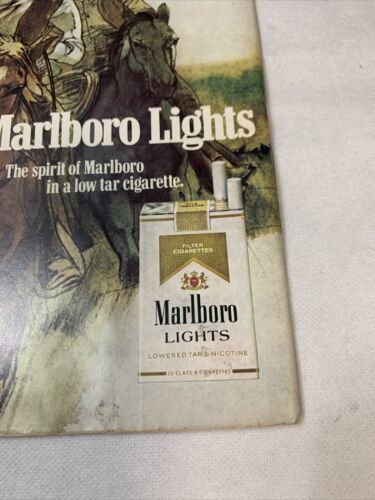 Marlboro Lights
The spirit of Marlboro
in a low tar cigarette.
FILTER
CIGARETTES
Marlboro
LIGHTS
LOWERED TAR & NICOTINE
20 CLASS A CIGARETTES